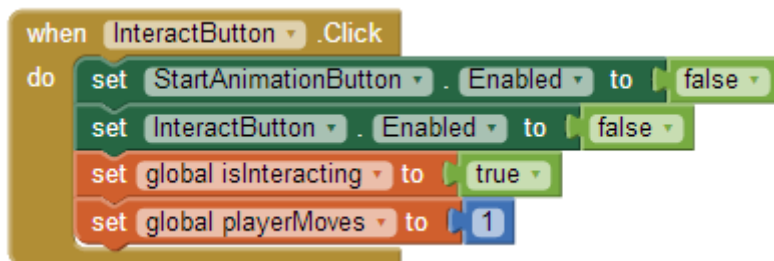 when InteractButton .Click
do set StartAnimationButton . Enabled to false
set InteractButton . Enabled to false
set global isInteracting to true
set global playerMoves to 1